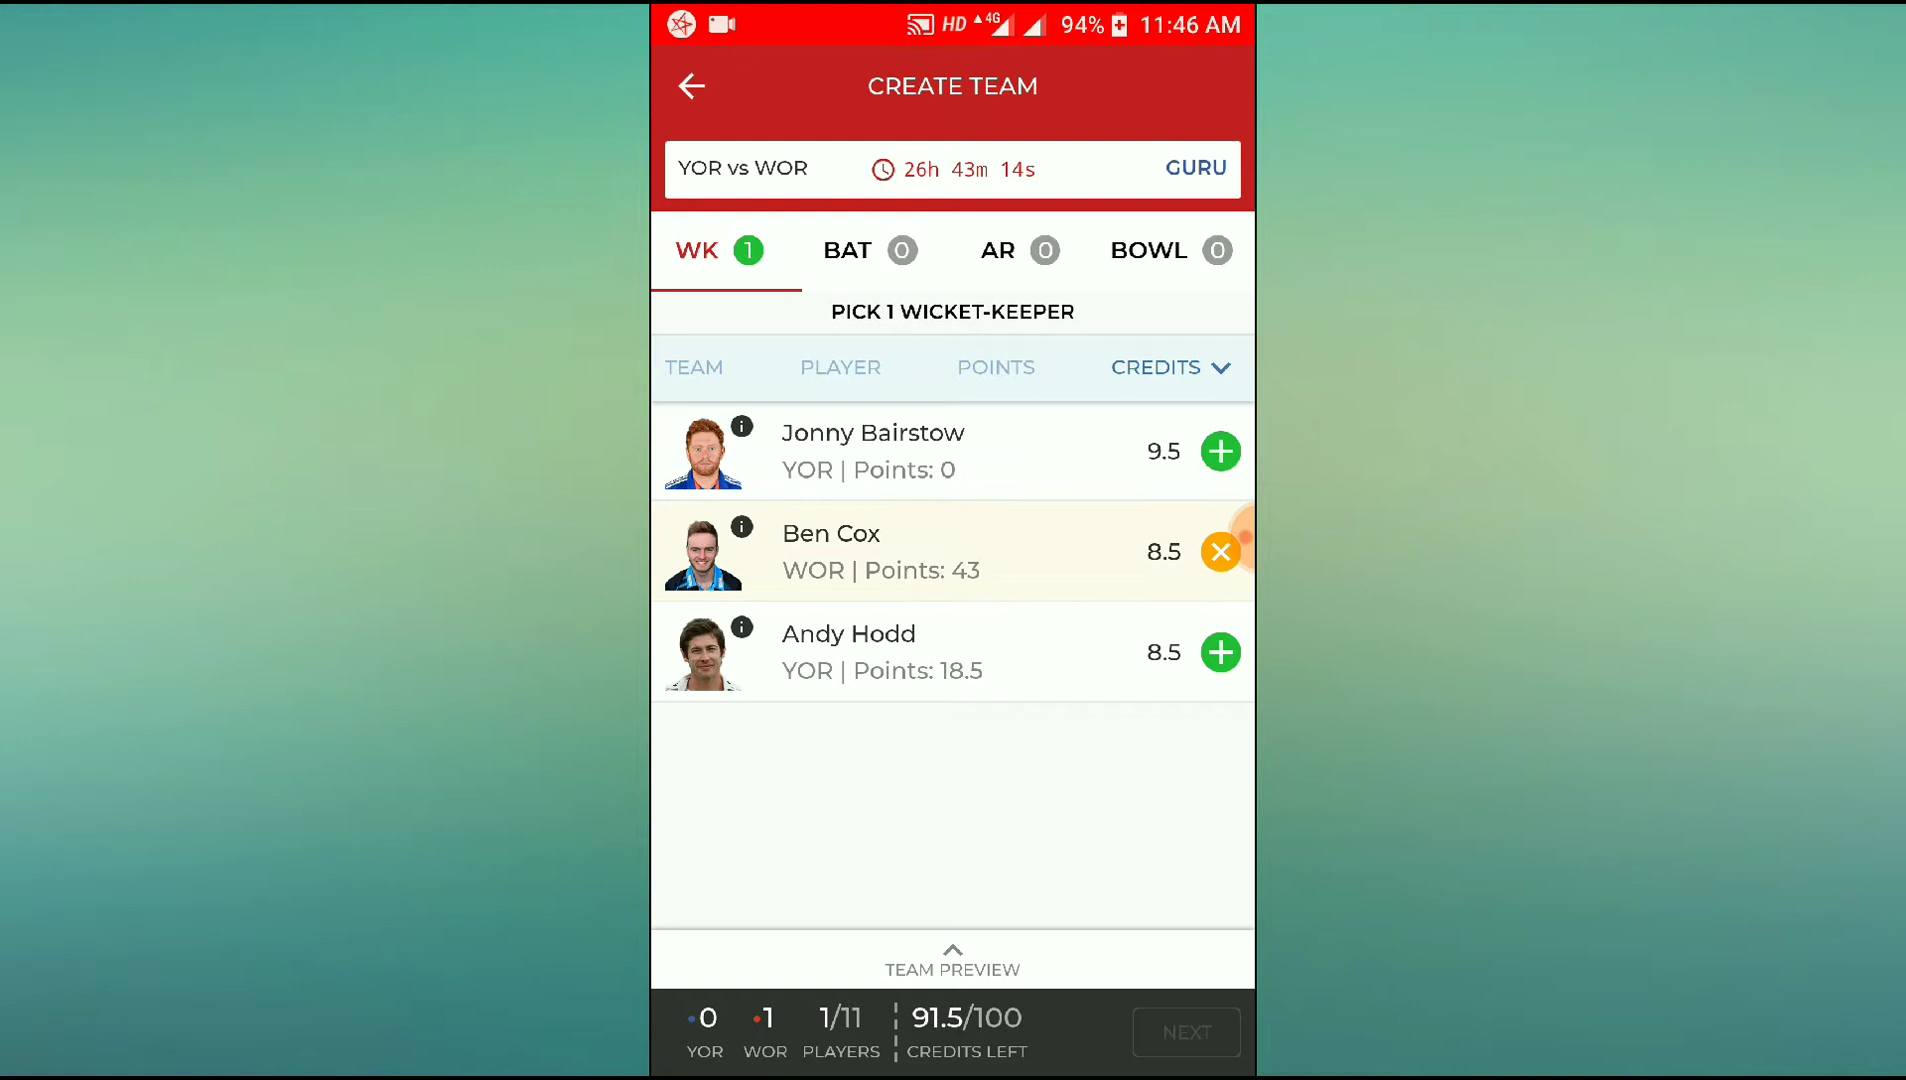 HD 4G 94% 11:46 AM
CREATE TEAM
YOR vs WOR 26h 43m 14s GURU
WK 1 BAT 0 AR 0 BOWL 0
PICK 1 WICKET-KEEPER
TEAM PLAYER POINTS CREDITS
Jonny Bairstow
YOR | Points: 0
9.5
Ben Cox
WOR | Points: 43
8.5
Andy Hodd
YOR | Points: 18.5
8.5
TEAM PREVIEW
0 1 1/11 91.5/100
YOR WOR PLAYERS CREDITS LEFT
NEXT